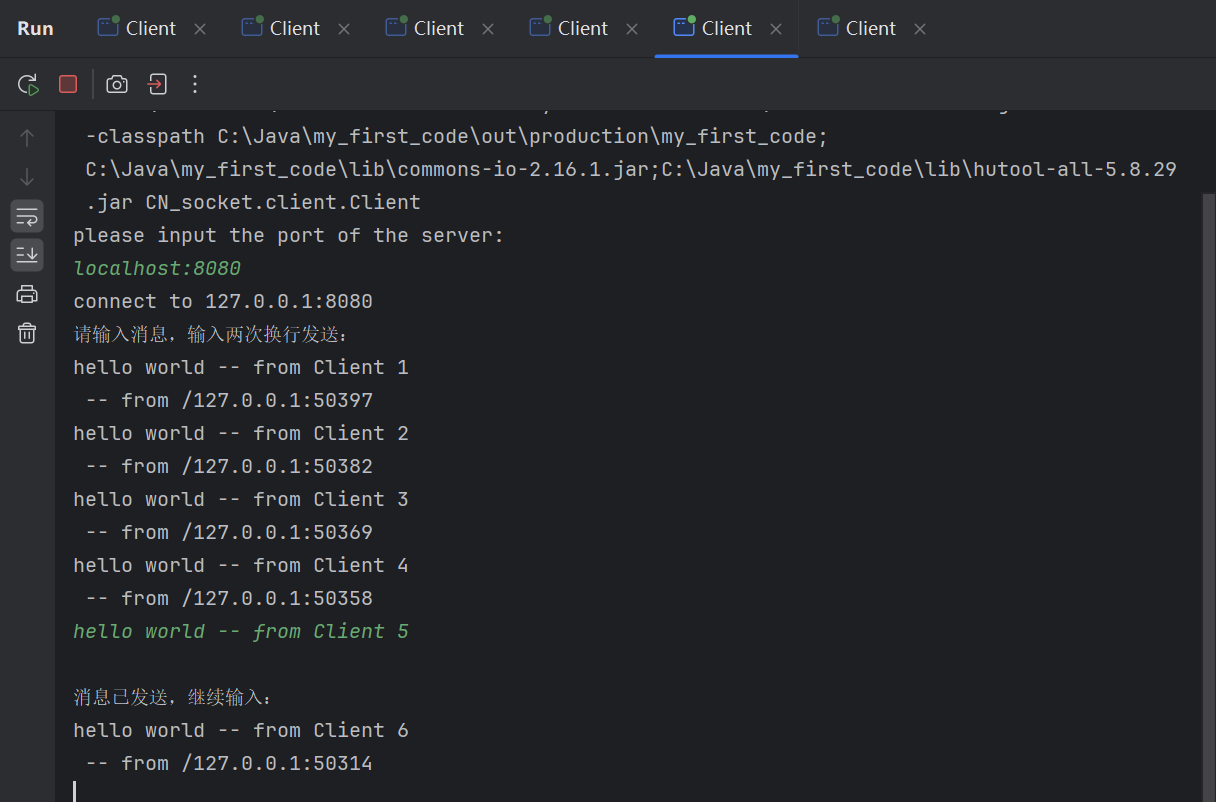 Run Client Client Client Client Client Client
-classpath C:\Java\my_first_code\out\production\my_first_code;
C:\Java\my_first_code\lib\commons-io-2.16.1.jar;C:\Java\my_first_code\lib\hutool-all-5.8.29
.jar CN_socket.client.Client
please input the port of the server:
localhost:8080
connect to 127.0.0.1:8080
请输入消息，输入两次换行发送：
hello world -- from Client 1
-- from /127.0.0.1:50397
hello world -- from Client 2
-- from /127.0.0.1:50382
hello world -- from Client 3
-- from /127.0.0.1:50369
hello world -- from Client 4
-- from /127.0.0.1:50358
hello world -- from Client 5
消息已发送，继续输入：
hello world -- from Client 6
-- from /127.0.0.1:50314